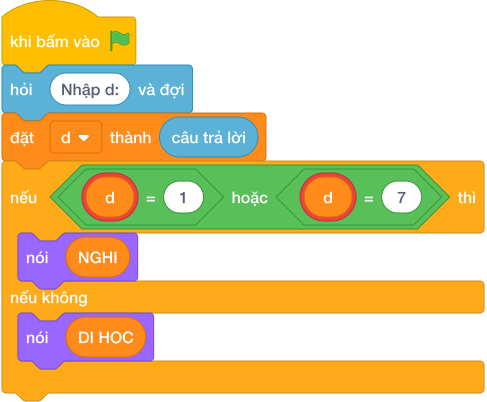 khi bấm vào
hỏi Nhập d: và đợi
đặt d thành câu trả lời
nếu d = 1 hoặc d = 7 thì
nói NGHI
nếu không
nói DI HOC